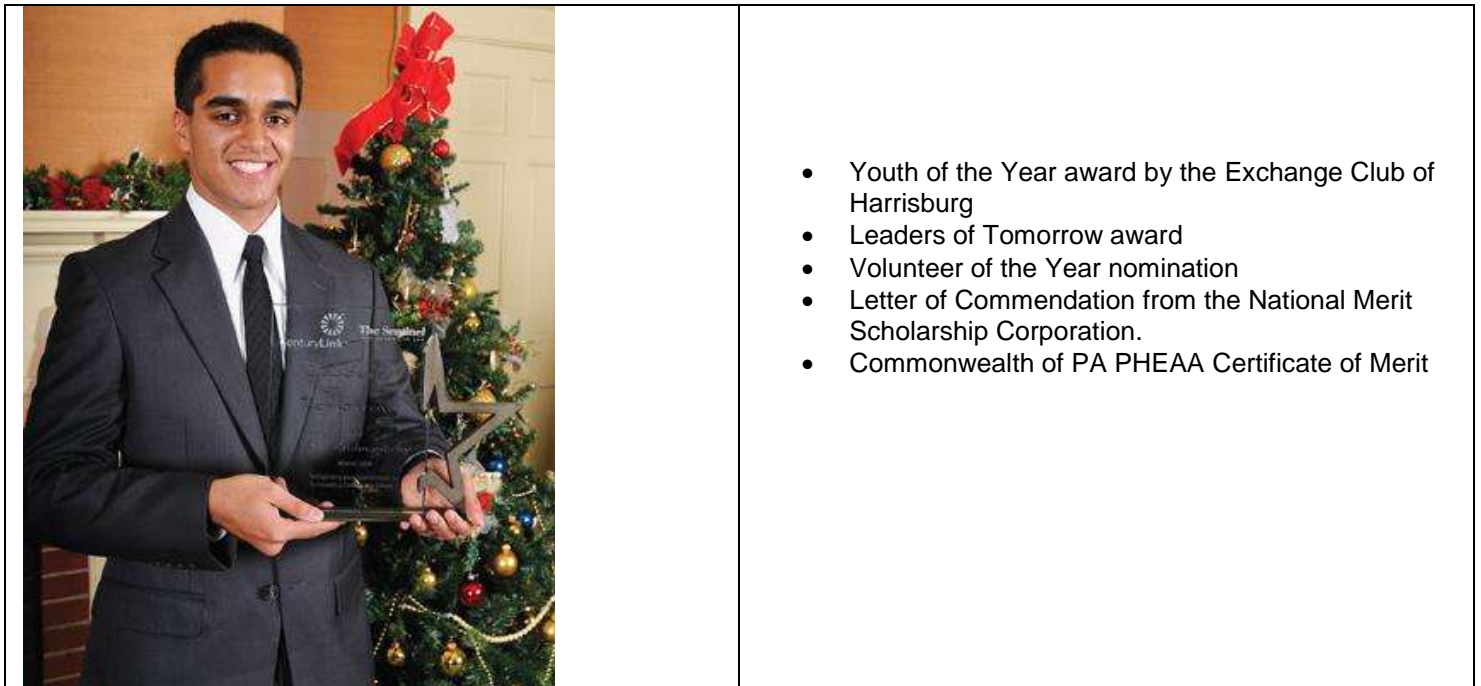 CenturyLink
The Sentinel
• Youth of the Year award by the Exchange Club of
Harrisburg
• Leaders of Tomorrow award
• Volunteer of the Year nomination
• Letter of Commendation from the National Merit
Scholarship Corporation.
• Commonwealth of PA PHEAA Certificate of Merit